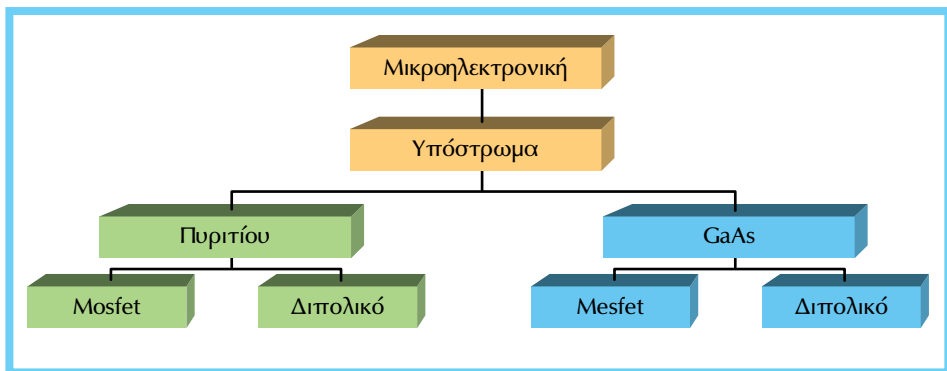 Μικροηλεκτρονική
Υπόστρωμα
Πυριτίου
GaAs
Mosfet
Διπολικό
Mesfet
Διπολικό